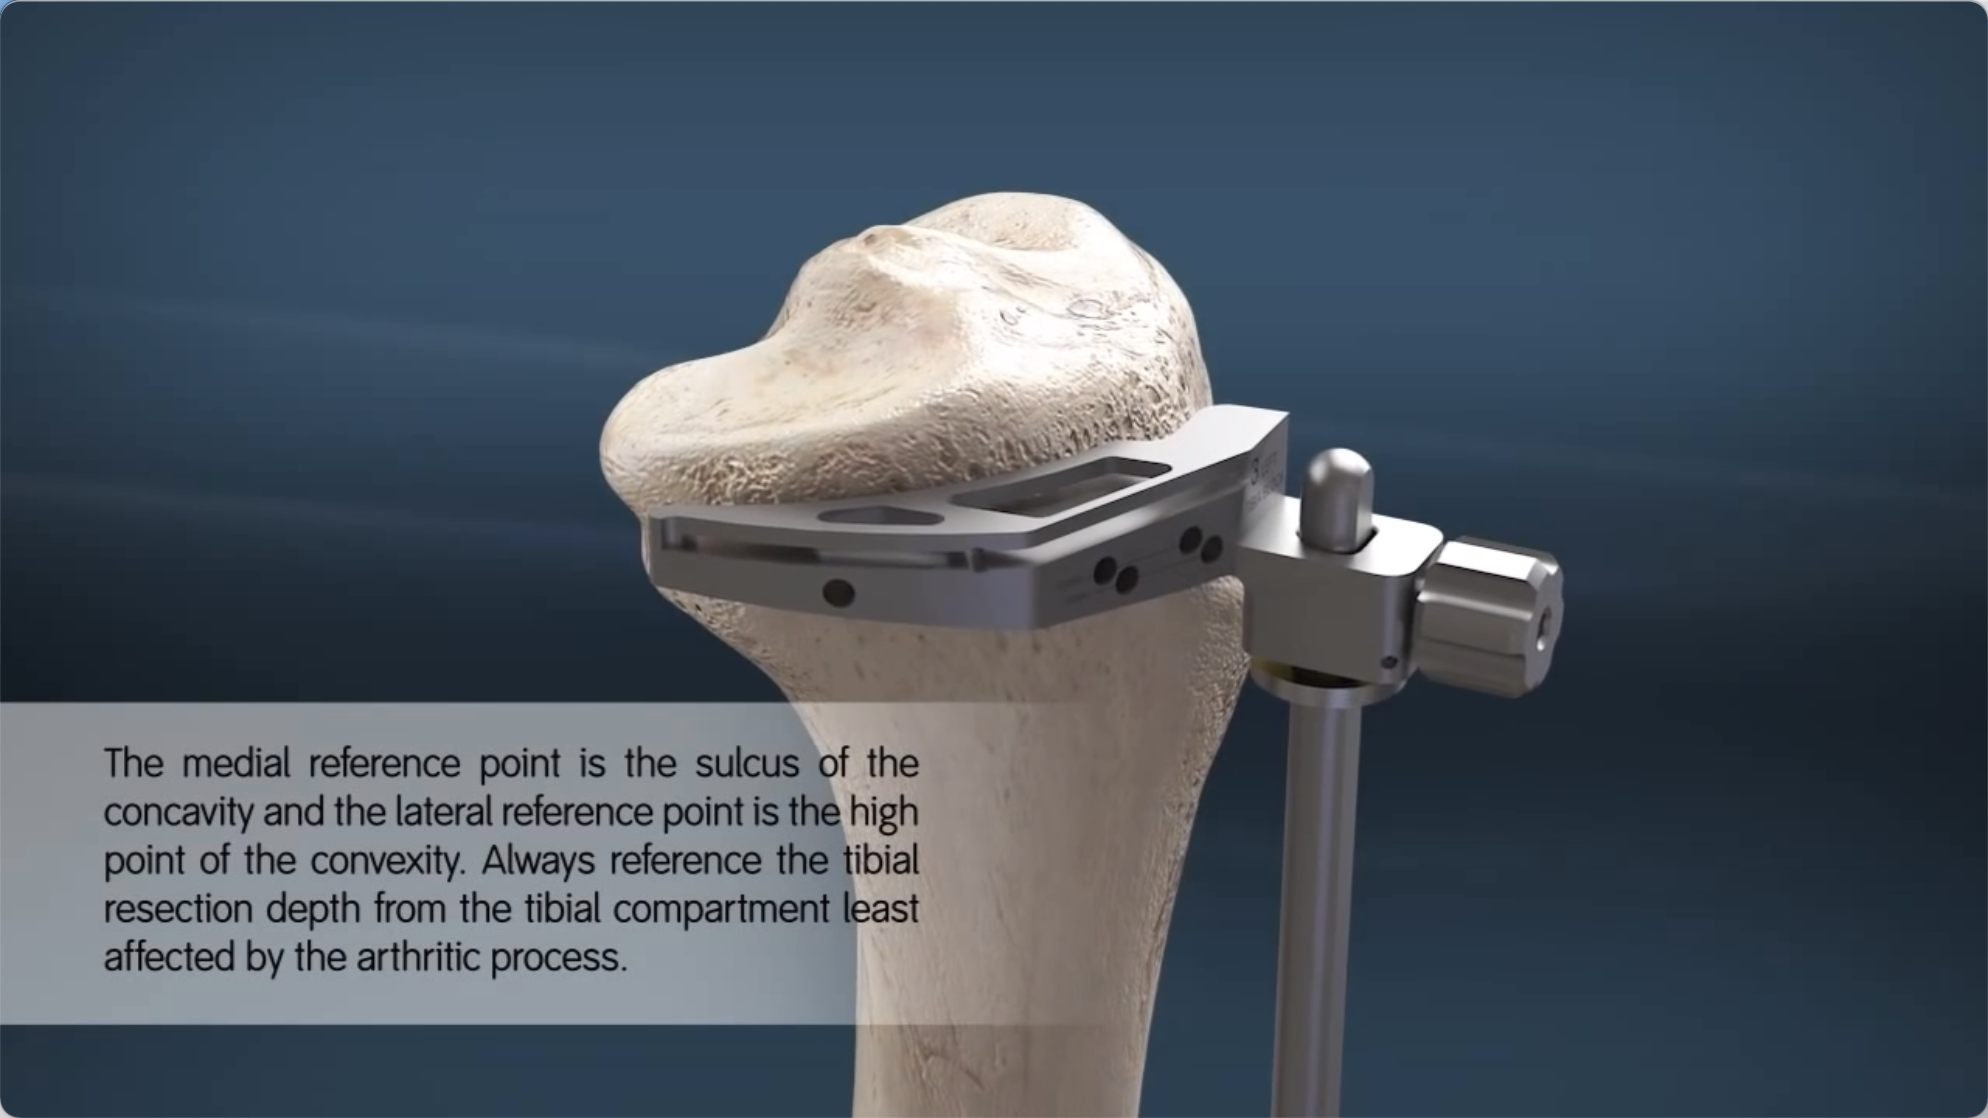 The medial reference point is the sulcus of the
concavity and the lateral reference point is the high
point of the convexity. Always reference the tibial
resection depth from the tibial compartment least
affected by the arthritic process.
3